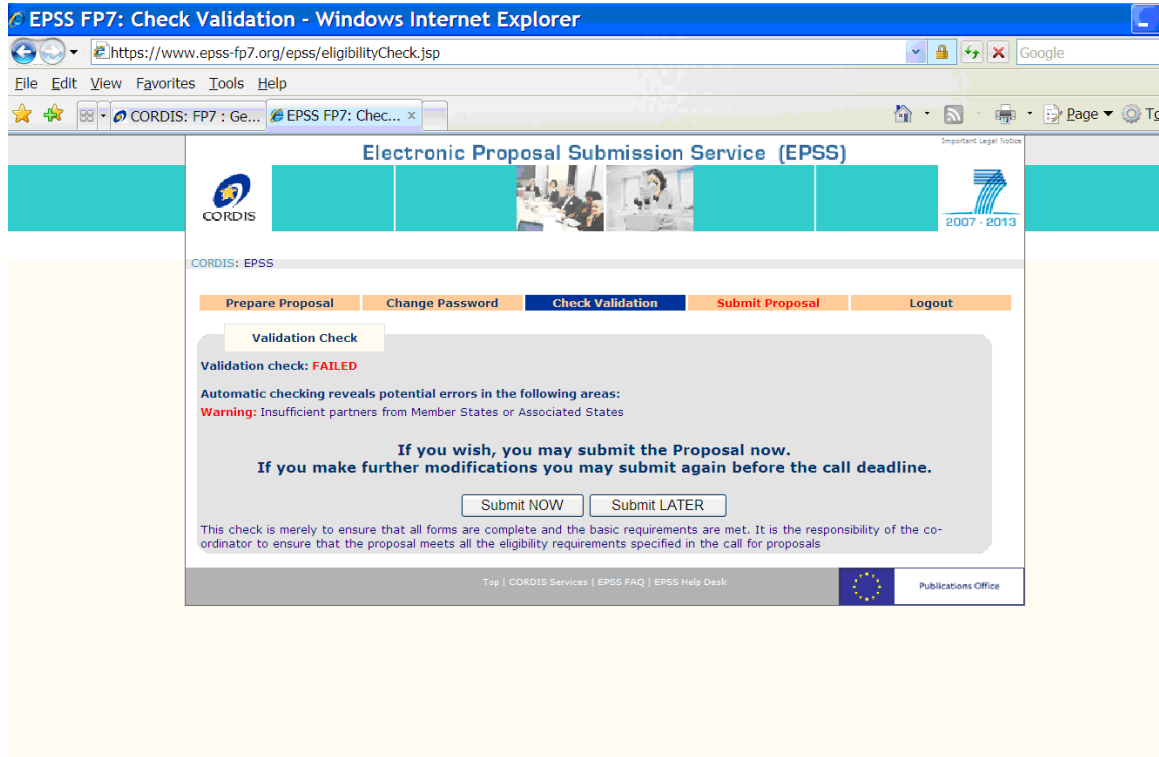 EPSS FP7: Check Validation - Windows Internet Explorer
https://www.epss-fp7.org/epss/eligibilityCheck.jsp
Google
File Edit View Favorites Tools Help
CORDIS: FP7 : Ge... EPSS FP7: Chec... x
Page
Electronic Proposal Submission Service (EPSS)
Important Legal Notice
CORDIS
7
2007 - 2013
CORDIS: EPSS
Prepare Proposal Change Password Check Validation Submit Proposal Logout
Validation Check
Validation check: FAILED
Automatic checking reveals potential errors in the following areas:
Warning: Insufficient partners from Member States or Associated States
If you wish, you may submit the Proposal now.
If you make further modifications you may submit again before the call deadline.
Submit NOW Submit LATER
This check is merely to ensure that all forms are complete and the basic requirements are met. It is the responsibility of the co-
ordinator to ensure that the proposal meets all the eligibility requirements specified in the call for proposals
Top | CORDIS Services | EPSS FAQ | EPSS Help Desk
Publications Office